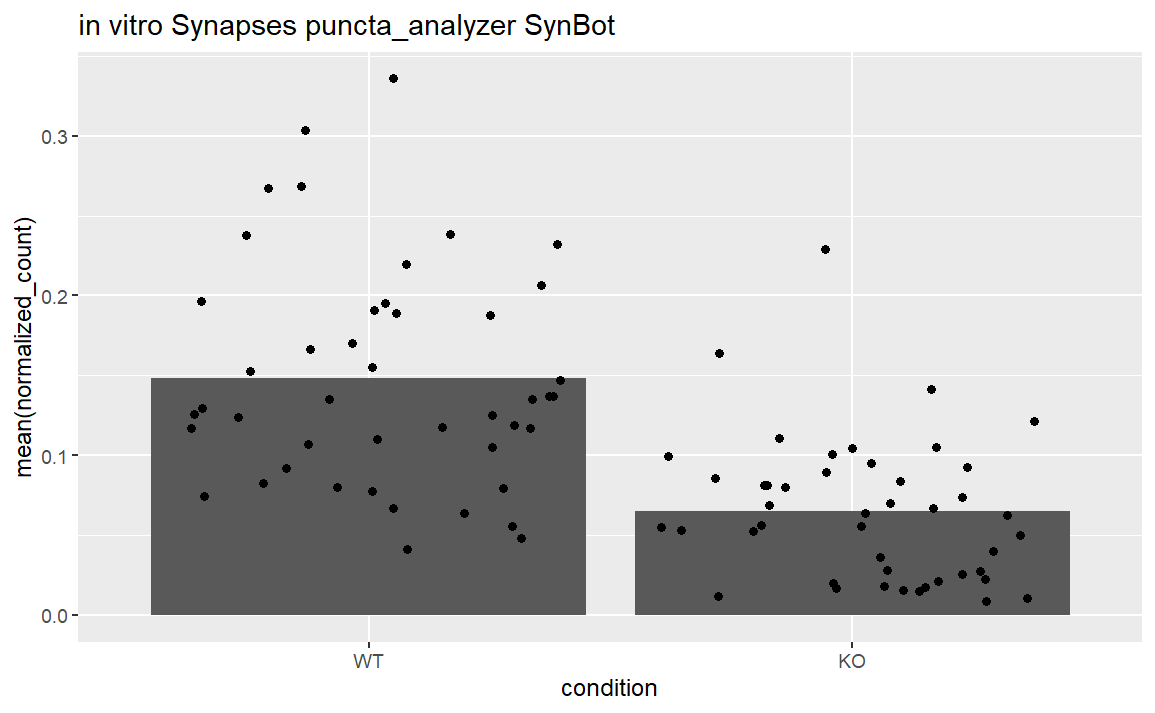 in vitro Synapses puncta_analyzer SynBot
mean(normalized_count)
0.3
0.2
0.1
0.0
WT
KO
condition